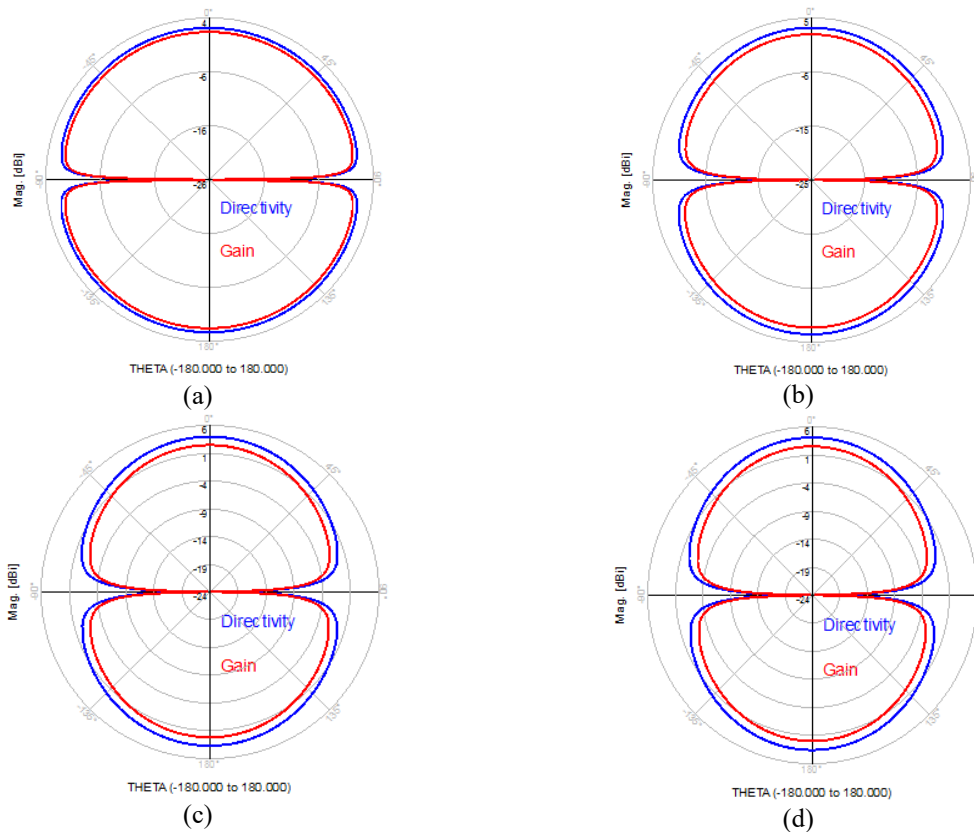 0°
4
-45°
45°
-6
-16
Mag. [dBi]
-90°
-26
90°
Directivity
Gain
-135°
135°
180°
THETA (-180.000 to 180.000)
(a)
0°
5
-45°
45°
-5
-15
Mag. [dBi]
-90°
-25
Directivity
Gain
-135°
135°
180°
THETA (-180.000 to 180.000)
(b)
0°
6
1
-45°
45°
-4
-9
-14
-19
Mag. [dBi]
-90°
-24
90°
Directivity
Gain
-135°
135°
180°
THETA (-180.000 to 180.000)
(c)
0°
6
1
-45°
45°
-4
-9
-14
-19
Mag. [dBi]
-90°
-24
Directivity
Gain
-135°
135°
180°
THETA (-180.000 to 180.000)
(d)